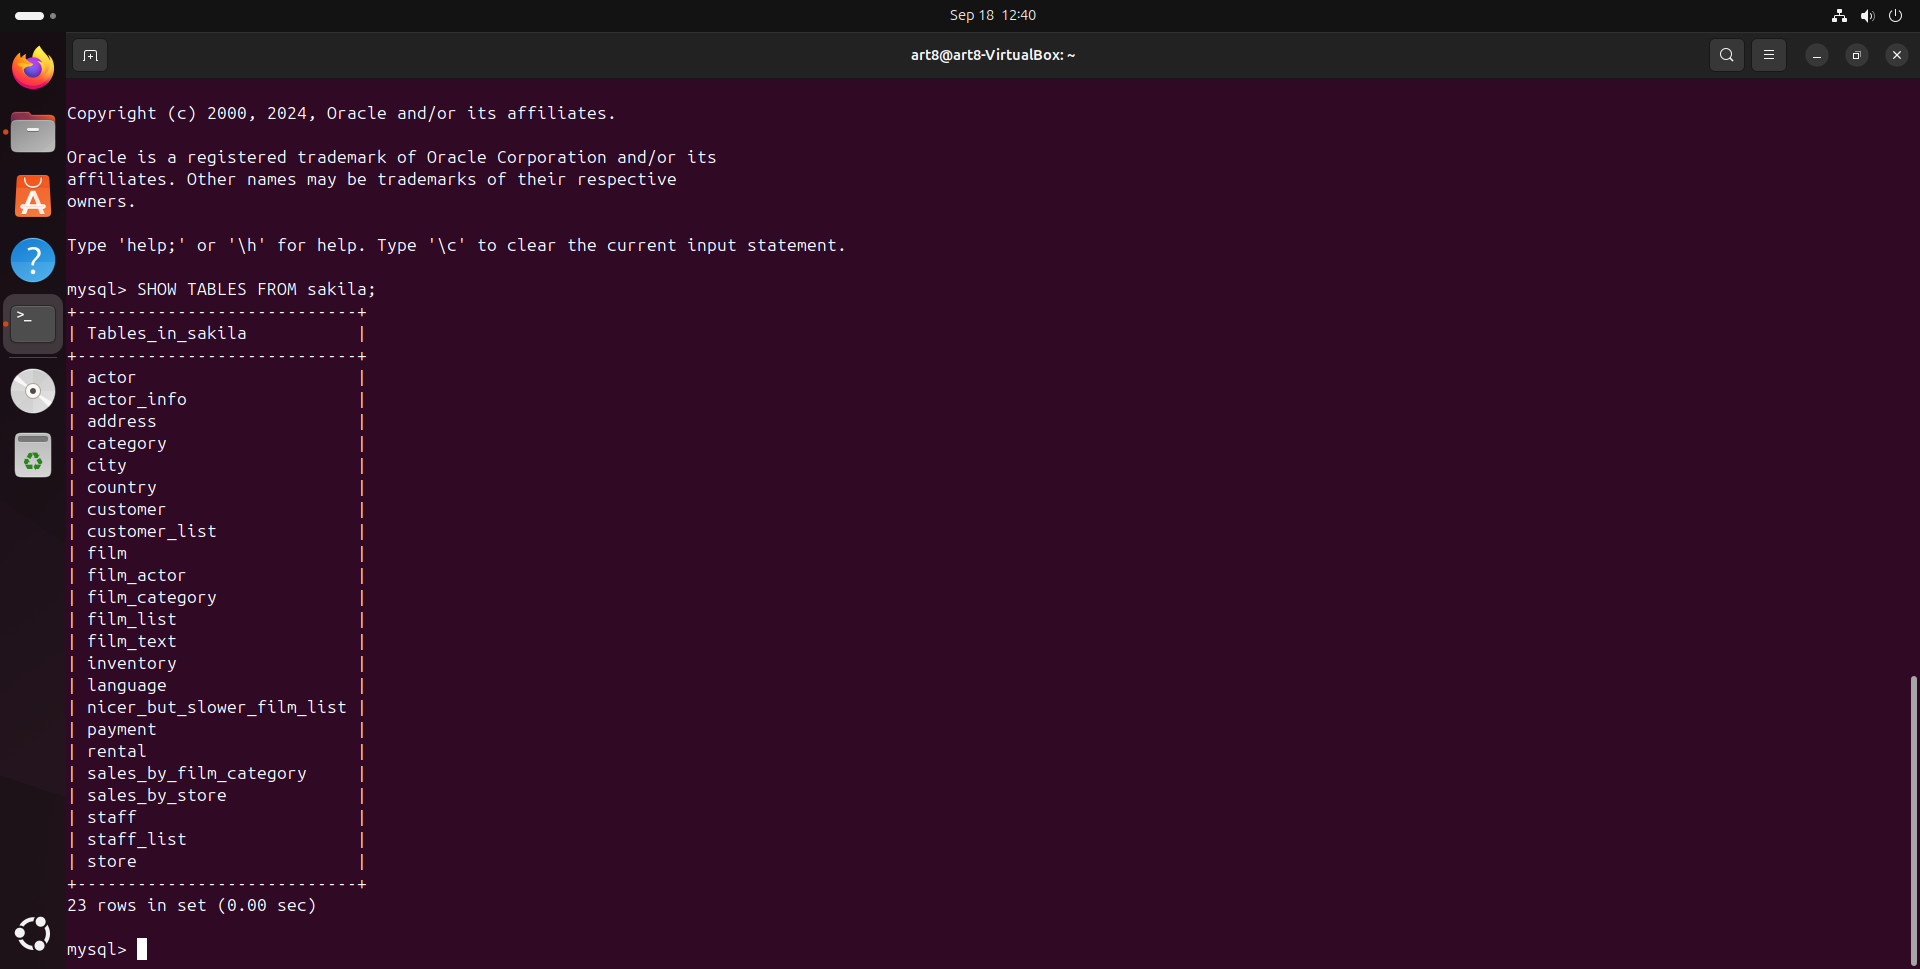 Sep 18 12:40
art8@art8-VirtualBox: ~
Copyright (c) 2000, 2024, Oracle and/or its affiliates.
Oracle is a registered trademark of Oracle Corporation and/or its
affiliates. Other names may be trademarks of their respective
owners.
Type 'help;' or '\h' for help. Type '\c' to clear the current input statement.
mysql> SHOW TABLES FROM sakila;
+----------------------------+
| Tables_in_sakila           |
+----------------------------+
| actor                      |
| actor_info                 |
| address                    |
| category                   |
| city                       |
| country                    |
| customer                   |
| customer_list              |
| film                       |
| film_actor                 |
| film_category              |
| film_list                  |
| film_text                  |
| inventory                  |
| language                   |
| nicer_but_slower_film_list |
| payment                    |
| rental                     |
| sales_by_film_category     |
| sales_by_store             |
| staff                      |
| staff_list                 |
| store                      |
+----------------------------+
23 rows in set (0.00 sec)
mysql>